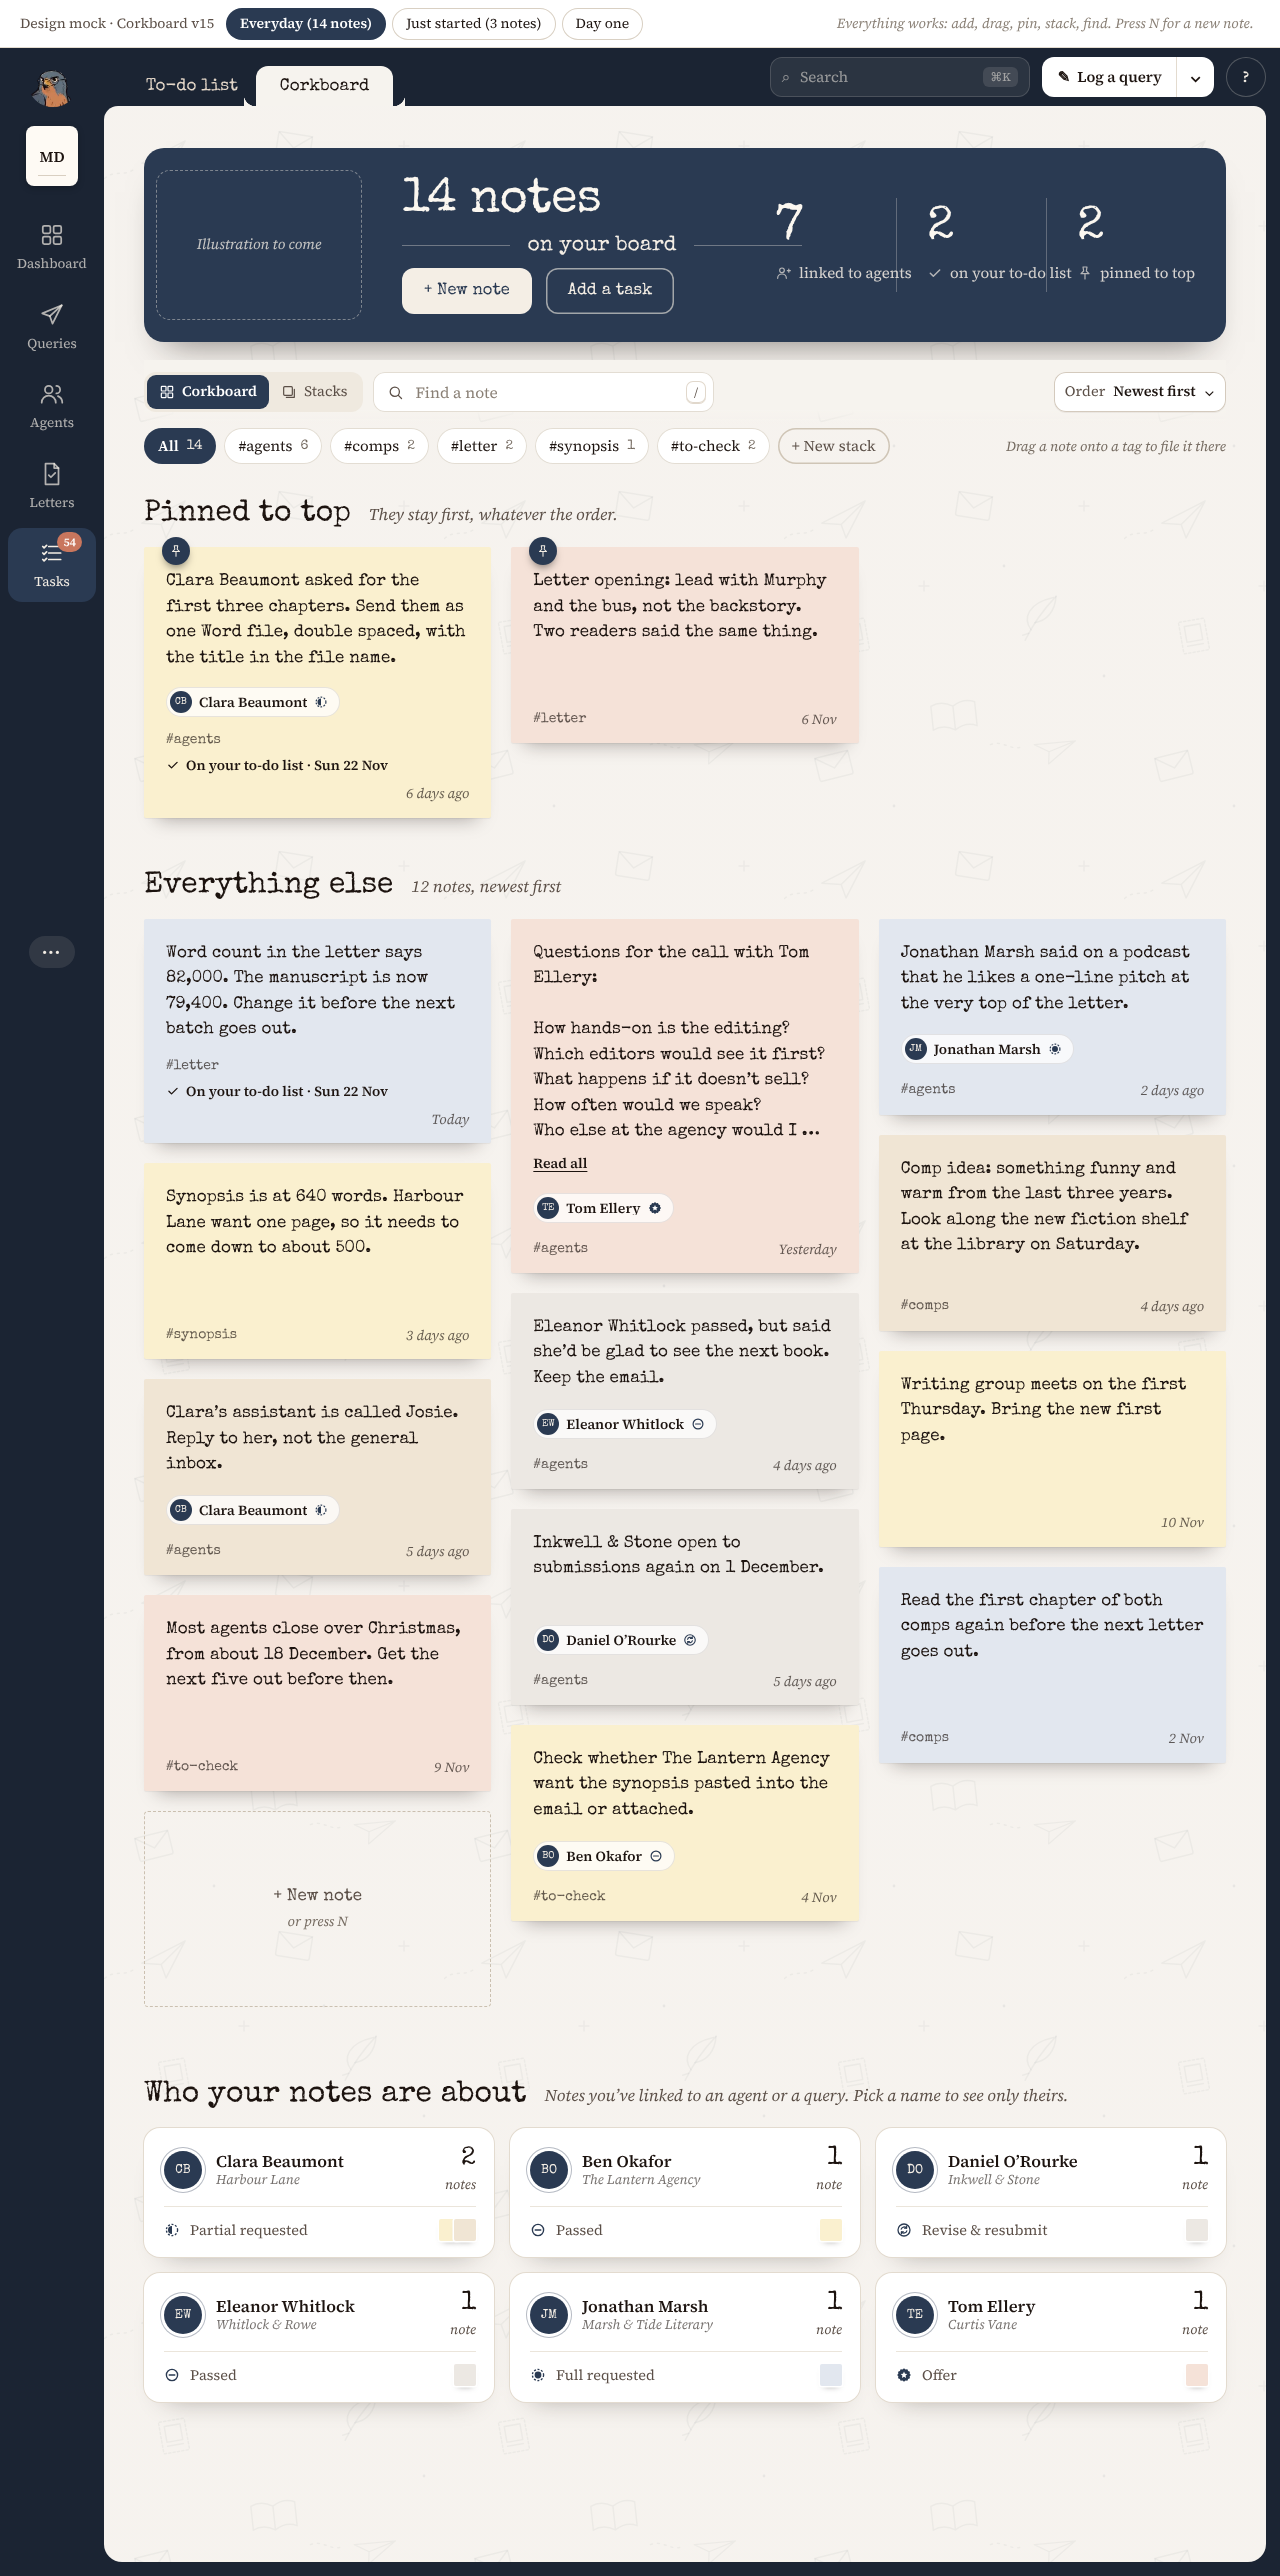 Design mock · Corkboard v15
Everyday (14 notes)
Just started (3 notes)
Day one
Everything works: add, drag, pin, stack, find. Press N for a new note.
To-do list
Corkboard
Search
⌘K
Log a query
?
MD
Dashboard
Queries
Agents
Letters
54
Tasks
Illustration to come
14 notes
on your board
+ New note
Add a task
7
linked to agents
2
on your to-do list
2
pinned to top
Corkboard
Stacks
Find a note
/
Order Newest first
All 14
#agents 6
#comps 2
#letter 2
#synopsis 1
#to-check 2
+ New stack
Drag a note onto a tag to file it there
Pinned to top
They stay first, whatever the order.
Clara Beaumont asked for the
first three chapters. Send them as
one Word file, double spaced, with
the title in the file name.
CB Clara Beaumont
#agents
On your to-do list · Sun 22 Nov
6 days ago
Letter opening: lead with Murphy
and the bus, not the backstory.
Two readers said the same thing.
#letter
6 Nov
Everything else
12 notes, newest first
Word count in the letter says
82,000. The manuscript is now
79,400. Change it before the next
batch goes out.
#letter
On your to-do list · Sun 22 Nov
Today
Synopsis is at 640 words. Harbour
Lane want one page, so it needs to
come down to about 500.
#synopsis
3 days ago
Clara’s assistant is called Josie.
Reply to her, not the general
inbox.
CB Clara Beaumont
#agents
5 days ago
Most agents close over Christmas,
from about 18 December. Get the
next five out before then.
#to-check
9 Nov
+ New note
or press N
Questions for the call with Tom
Ellery:
How hands-on is the editing?
Which editors would see it first?
What happens if it doesn’t sell?
How often would we speak?
Who else at the agency would I …
Read all
TE Tom Ellery
#agents
Yesterday
Eleanor Whitlock passed, but said
she’d be glad to see the next book.
Keep the email.
EW Eleanor Whitlock
#agents
4 days ago
Inkwell & Stone open to
submissions again on 1 December.
DO Daniel O’Rourke
#agents
5 days ago
Check whether The Lantern Agency
want the synopsis pasted into the
email or attached.
BO Ben Okafor
#to-check
4 Nov
Jonathan Marsh said on a podcast
that he likes a one-line pitch at
the very top of the letter.
JM Jonathan Marsh
#agents
2 days ago
Comp idea: something funny and
warm from the last three years.
Look along the new fiction shelf
at the library on Saturday.
#comps
4 days ago
Writing group meets on the first
Thursday. Bring the new first
page.
10 Nov
Read the first chapter of both
comps again before the next letter
goes out.
#comps
2 Nov
Who your notes are about
Notes you’ve linked to an agent or a query. Pick a name to see only theirs.
CB
Clara Beaumont
Harbour Lane
2
notes
Partial requested
BO
Ben Okafor
The Lantern Agency
1
note
Passed
DO
Daniel O’Rourke
Inkwell & Stone
1
note
Revise & resubmit
EW
Eleanor Whitlock
Whitlock & Rowe
1
note
Passed
JM
Jonathan Marsh
Marsh & Tide Literary
1
note
Full requested
TE
Tom Ellery
Curtis Vane
1
note
Offer